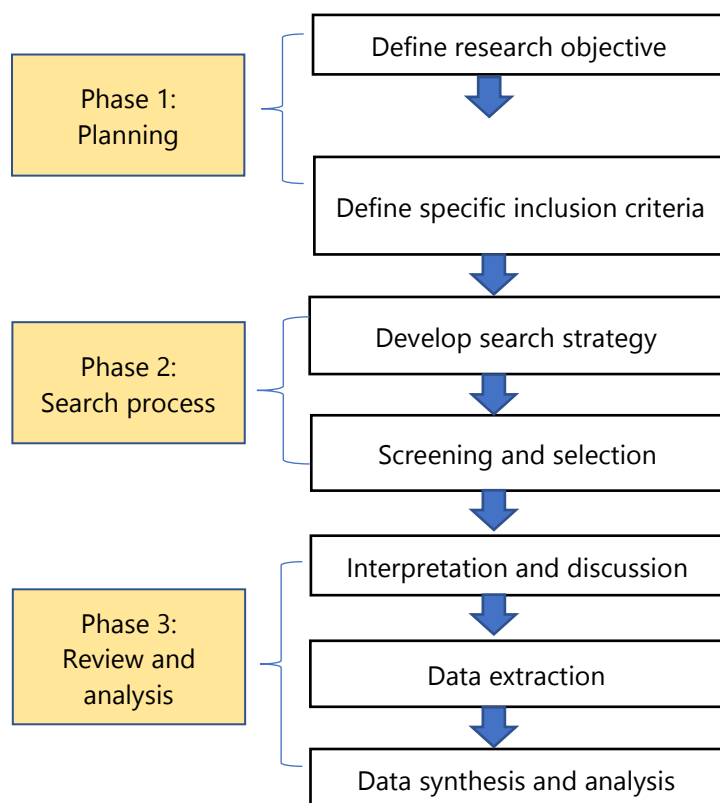 Define research objective
Phase 1:
Planning
Define specific inclusion criteria
Develop search strategy
Phase 2:
Search process
Screening and selection
Interpretation and discussion
Phase 3:
Review and
analysis
Data extraction
Data synthesis and analysis